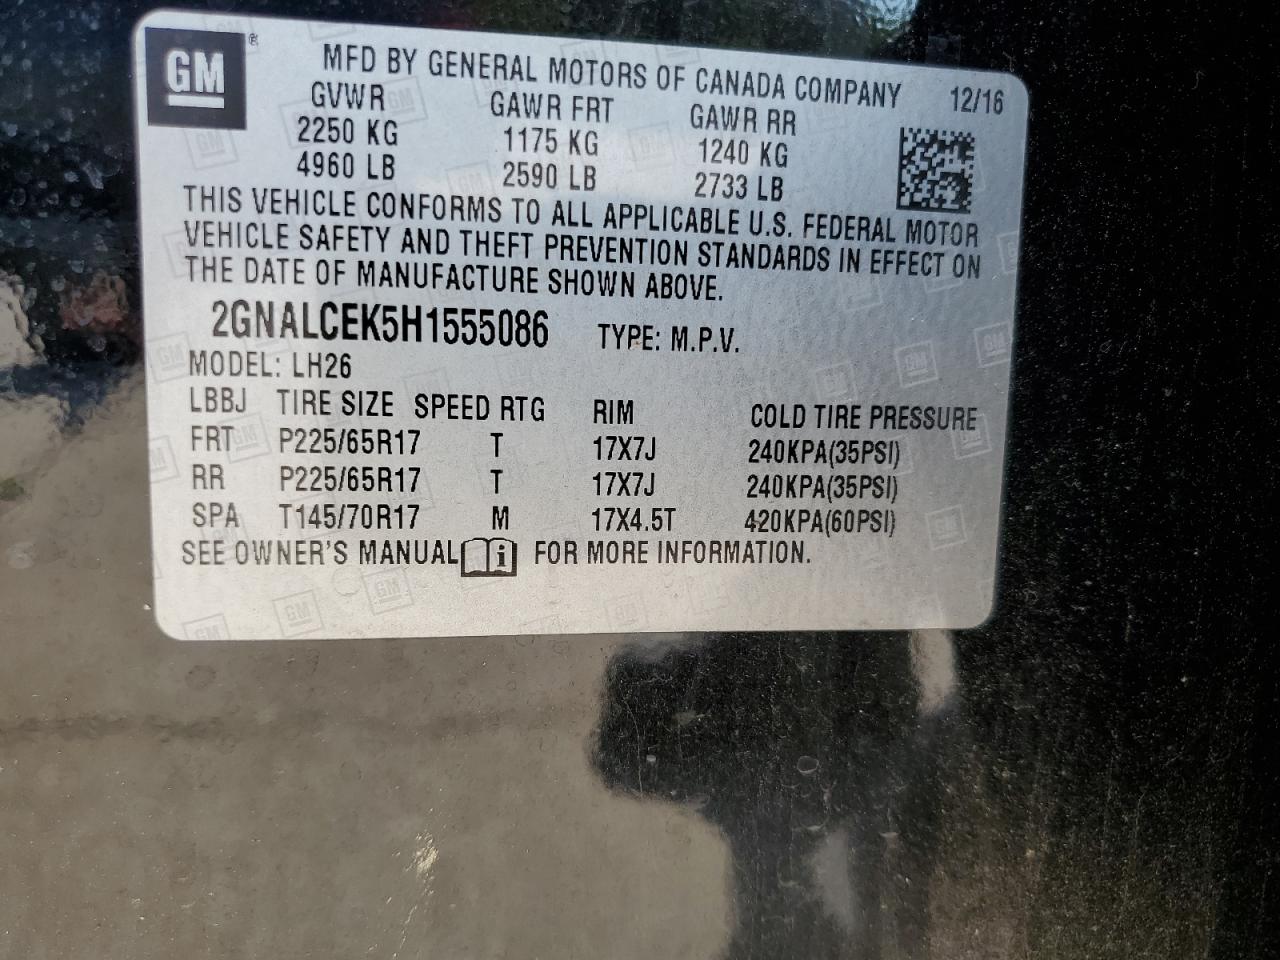 GM ® MFD BY GENERAL MOTORS OF CANADA COMPANY 12/16
GVWR GAWR FRT GAWR RR
2250 KG 1175 KG 1240 KG
4960 LB 2590 LB 2733 LB
THIS VEHICLE CONFORMS TO ALL APPLICABLE U.S. FEDERAL MOTOR
VEHICLE SAFETY AND THEFT PREVENTION STANDARDS IN EFFECT ON
THE DATE OF MANUFACTURE SHOWN ABOVE.
2GNALCEK5H1555086 TYPE: M.P.V.
MODEL: LH26
LBBJ TIRE SIZE SPEED RTG RIM COLD TIRE PRESSURE
FRT P225/65R17 T 17X7J 240KPA(35PSI)
RR P225/65R17 T 17X7J 240KPA(35PSI)
SPA T145/70R17 M 17X4.5T 420KPA(60PSI)
SEE OWNER'S MANUAL i FOR MORE INFORMATION.